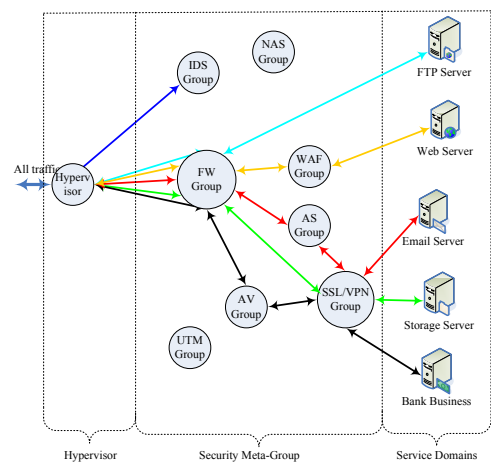 NAS
Group
IDS
Group
FTP Server
All traffic
Hyperv
isor
FW
Group
WAF
Group
Web Server
AS
Group
Email Server
AV
Group
SSL/VPN
Group
Storage Server
UTM
Group
Bank Business
Hypervisor
Security Meta-Group
Service Domains